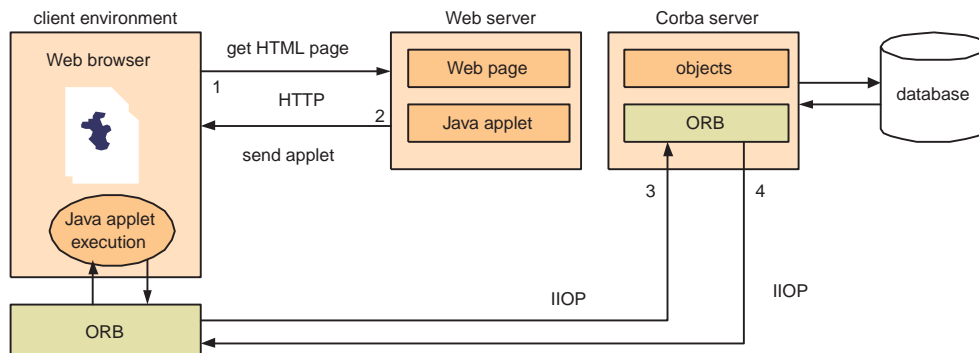 client environment
Web server
Corba server
Web browser
get HTML page
1
HTTP
2
send applet
Web page
Java applet
objects
ORB
database
3
4
Java applet
execution
IIOP
IIOP
ORB